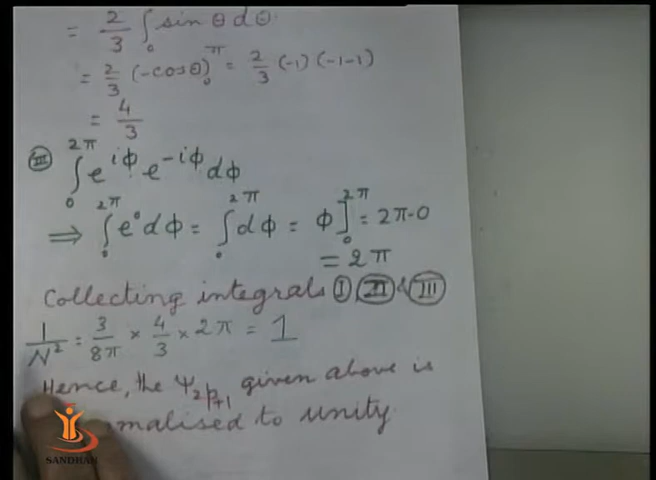 = 2/3 ∫₀ sin θ dθ
= 2/3 (-cosθ)₀^π = 2/3 (-1) (-1-1)
= 4/3
III ∫₀^2π e^iφ e^-iφ dφ
⇒ ∫₀^2π e⁰ dφ = ∫₀^2π dφ = φ]₀^2π = 2π-0
= 2π
Collecting integrals I II & III
1/N² = 3/8π × 4/3 × 2π = 1
Hence, the ψ₂p₊₁ given above is
malised to unity
SANDHAN